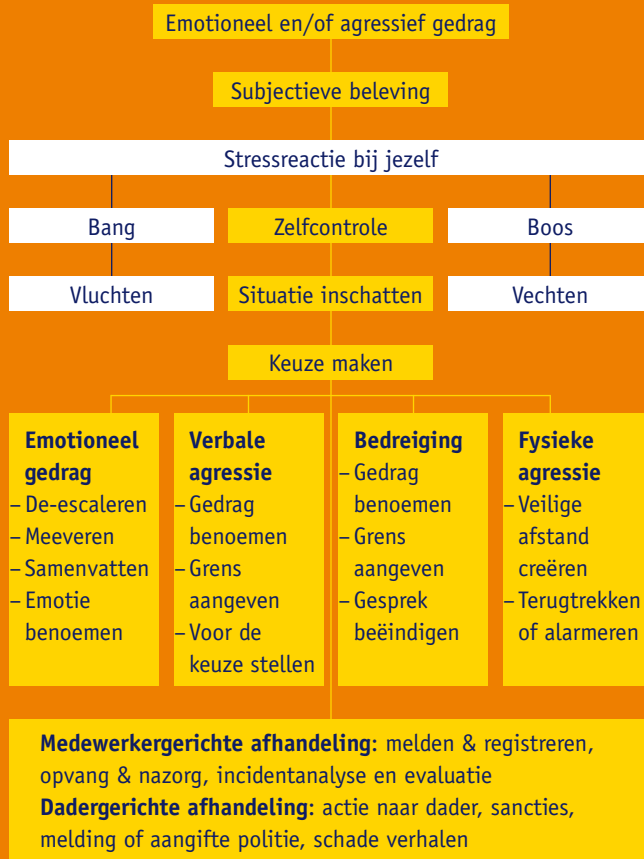 Emotioneel en/of agressief gedrag
Subjectieve beleving
Stressreactie bij jezelf
Bang
Zelfcontrole
Boos
Vluchten
Situatie inschatten
Vechten
Keuze maken
Emotioneel
gedrag
– De-escaleren
– Meeveren
– Samenvatten
– Emotie
benoemen
Verbale
agressie
– Gedrag
benoemen
– Grens
aangeven
– Voor de
keuze stellen
Bedreiging
– Gedrag
benoemen
– Grens
aangeven
– Gesprek
beëindigen
Fysieke
agressie
– Veilige
afstand
creëren
– Terugtrekken
of alarmeren
Medewerkergerichte afhandeling: melden & registreren,
opvang & nazorg, incidentanalyse en evaluatie
Dadergerichte afhandeling: actie naar dader, sancties,
melding of aangifte politie, schade verhalen